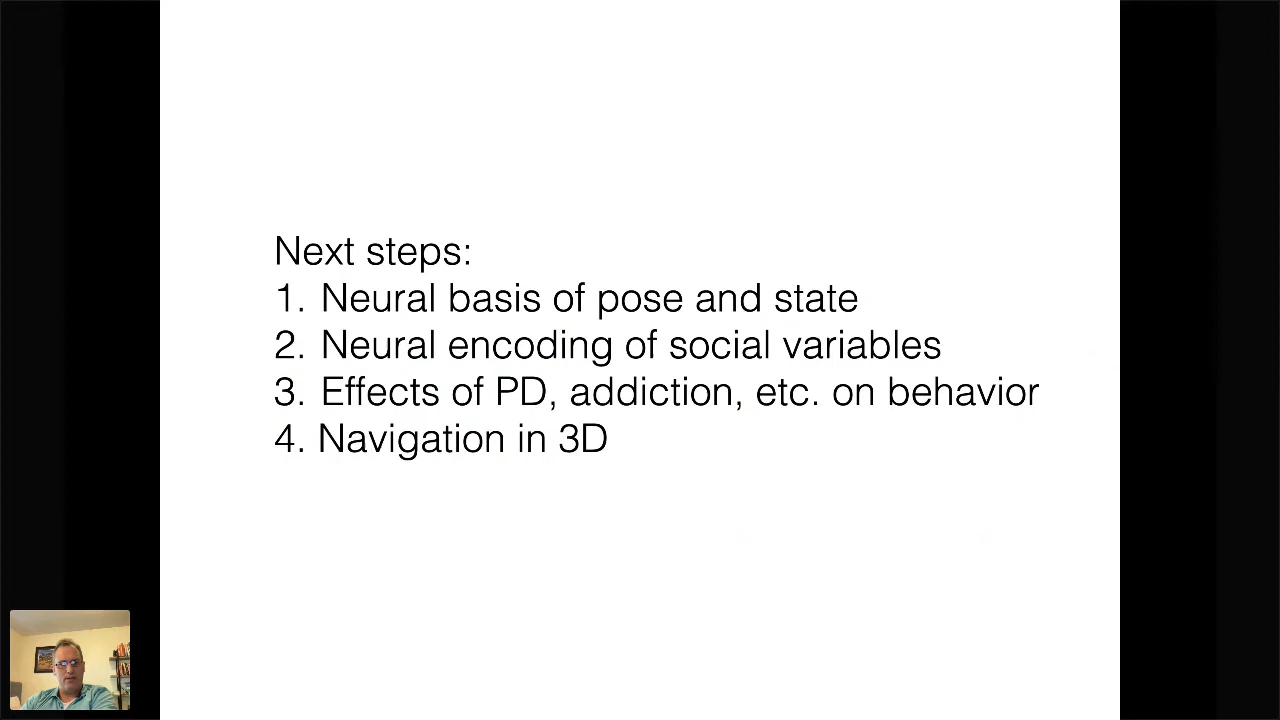 Next steps:
1. Neural basis of pose and state
2. Neural encoding of social variables
3. Effects of PD, addiction, etc. on behavior
4. Navigation in 3D